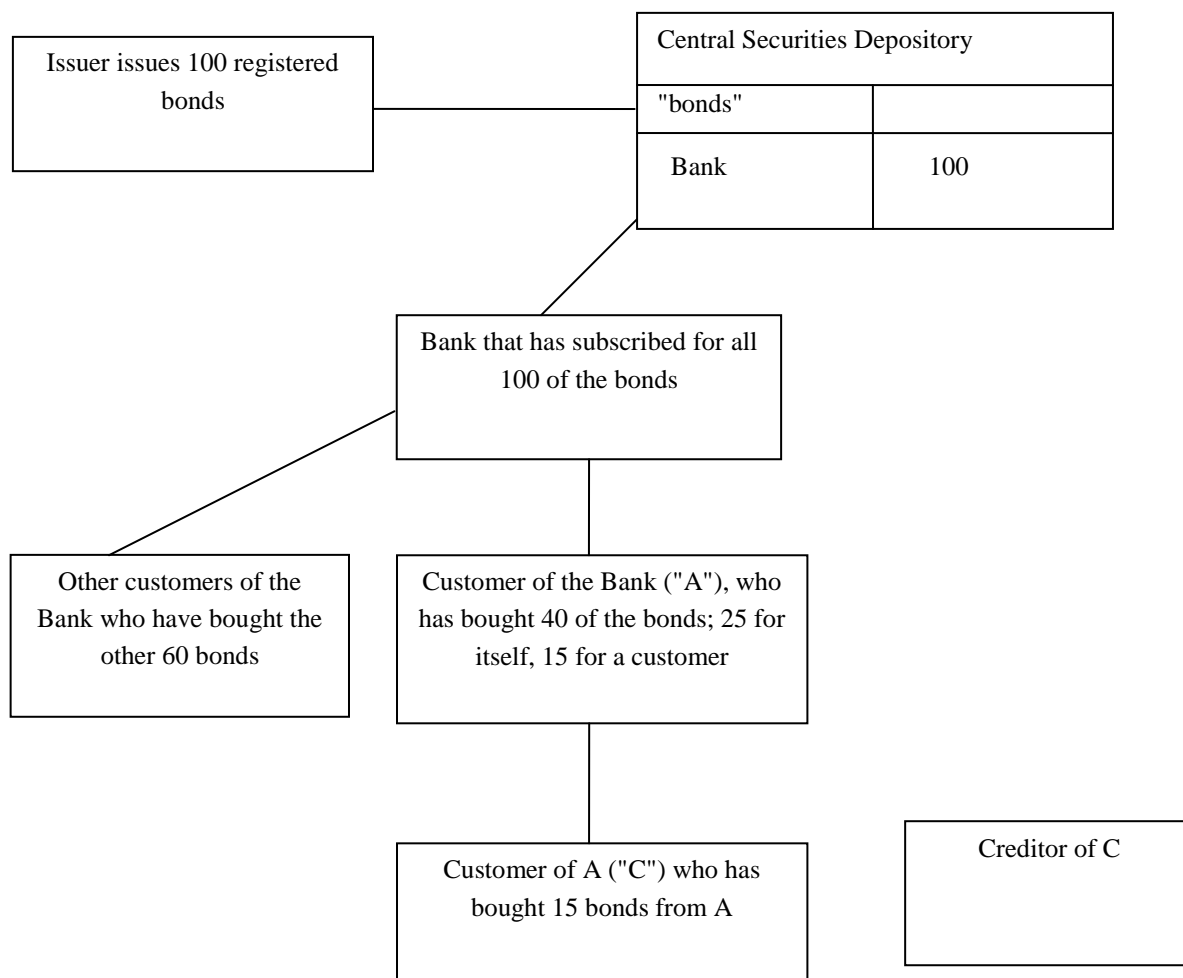 Issuer issues 100 registered
bonds
Central Securities Depository
"bonds"
Bank 100
Bank that has subscribed for all
100 of the bonds
Other customers of the
Bank who have bought the
other 60 bonds
Customer of the Bank ("A"), who
has bought 40 of the bonds; 25 for
itself, 15 for a customer
Customer of A ("C") who has
bought 15 bonds from A
Creditor of C